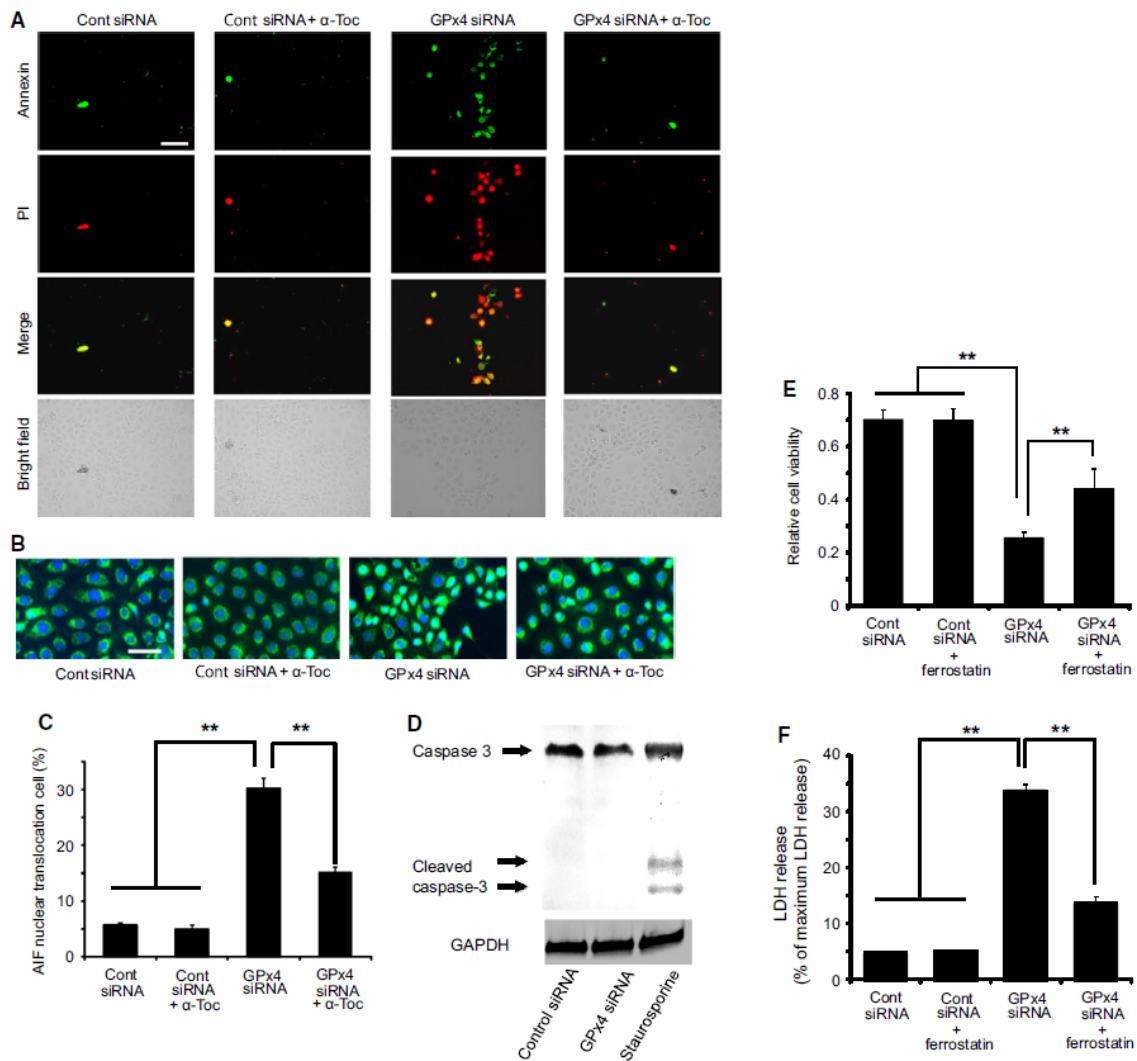 A
Cont siRNA
Cont siRNA + α-Toc
GPx4 siRNA
GPx4 siRNA + α-Toc
Annexin
PI
Merge
Bright field
B
Cont siRNA
Cont siRNA + α-Toc
GPx4 siRNA
GPx4 siRNA + α-Toc
C
AIF nuclear translocation cell (%)
30
15
5
0
**
**
Cont
siRNA
Cont
siRNA
+ α-Toc
GPx4
siRNA
GPx4
siRNA
+ α-Toc
D
Caspase 3
Cleaved
caspase-3
GAPDH
Control siRNA
GPx4 siRNA
Staurosporine
E
Relative cell viability
0.8
0.6
0.4
0.2
0
**
**
Cont
siRNA
Cont
siRNA
+
ferrostatin
GPx4
siRNA
GPx4
siRNA
+
ferrostatin
F
LDH release
(% of maximum LDH release)
40
30
20
10
5
0
**
**
Cont
siRNA
Cont
siRNA
+
ferrostatin
GPx4
siRNA
GPx4
siRNA
+
ferrostatin